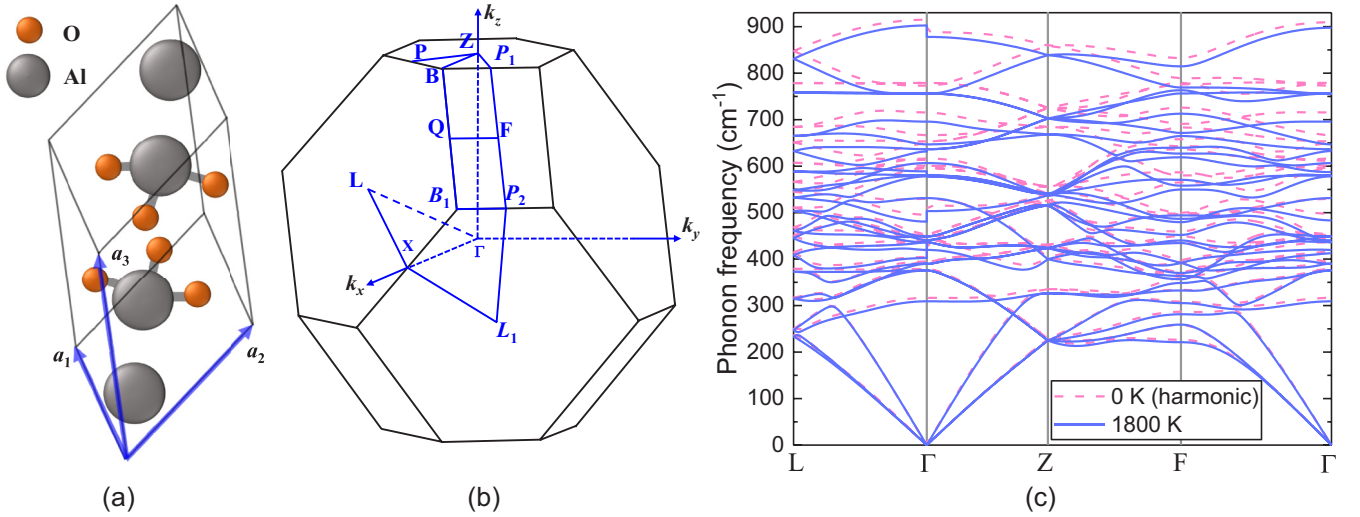 O
Al
a3
a1
a2
(a)
kz
Z
P
P1
B
Q
F
L
B1
P2
X
Γ
ky
kx
L1
(b)
Phonon frequency (cm⁻¹)
900
800
700
600
500
400
300
200
100
0
0 K (harmonic)
1800 K
L
Γ
Z
F
Γ
(c)